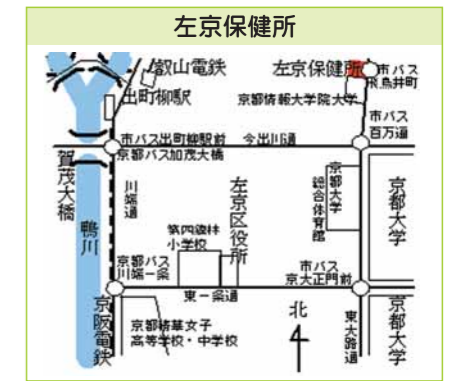 左京保健所
叡山電鉄
左京保健所
市バス
飛鳥井町
出町柳駅
京都情報大学院大学
市バス
百万遍
市バス出町柳駅前
今出川通
京都バス加茂大橋
賀茂大橋
川端通
左京区役所
京都大学
総合体育館
京都大学
鴨川
第四錦林
小学校
京都バス
川端一条
市バス
京大正門前
東一条通
京阪電鉄
北
京都精華女子
高等学校・中学校
東大路通
京都大学